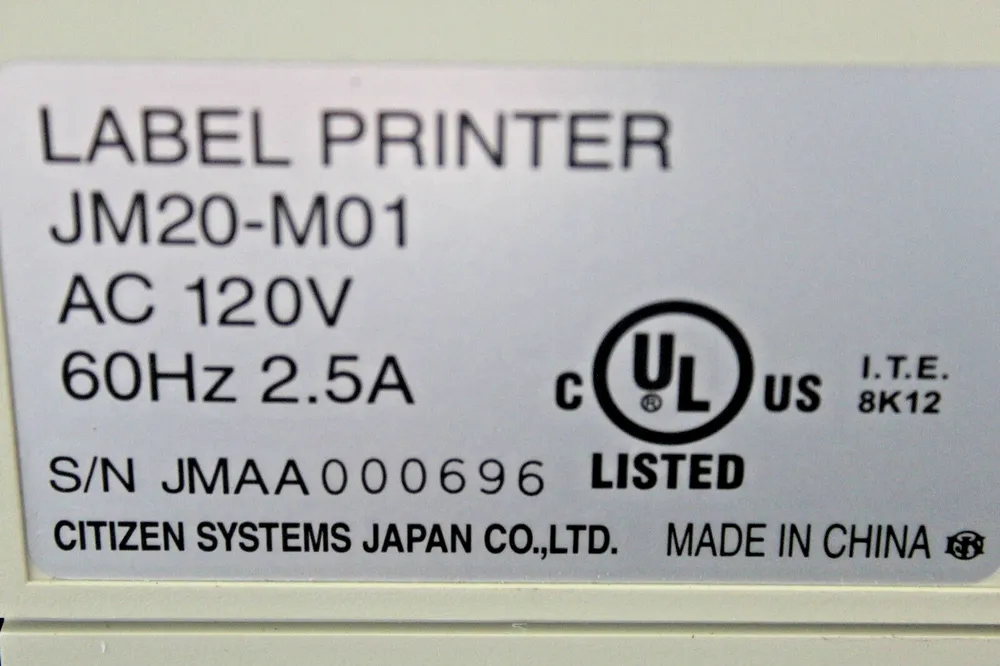 LABEL PRINTER
JM20-M01
AC 120V
60Hz 2.5A
C UL ® US
I.T.E.
8K12
LISTED
S/N JMAA000696
CITIZEN SYSTEMS JAPAN CO.,LTD. MADE IN CHINA